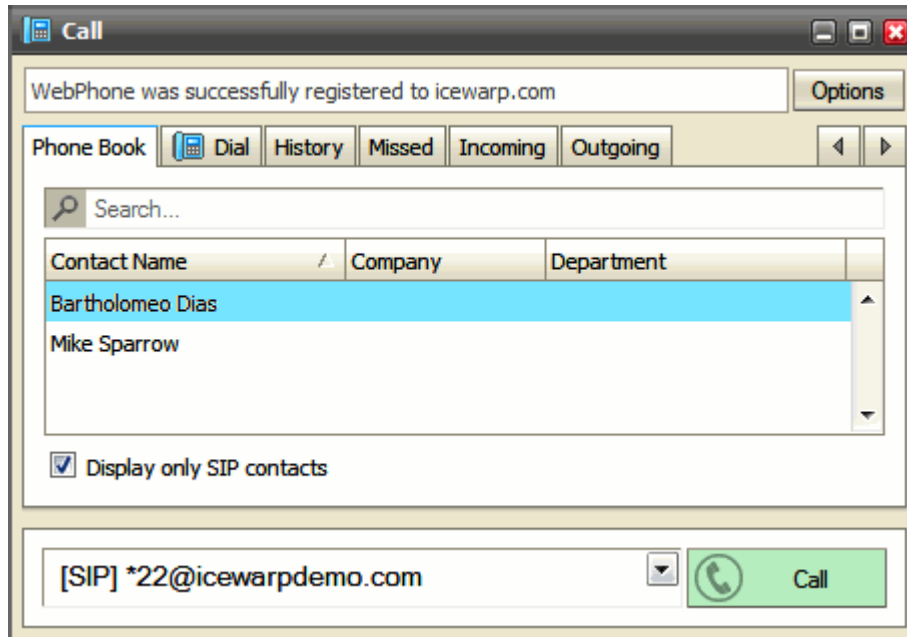 Call
WebPhone was successfully registered to icewarp.com Options
Phone Book Dial History Missed Incoming Outgoing
Search...
Contact Name Company Department
Bartholomeo Dias
Mike Sparrow
Display only SIP contacts
[SIP] *22@icewarpdemo.com Call